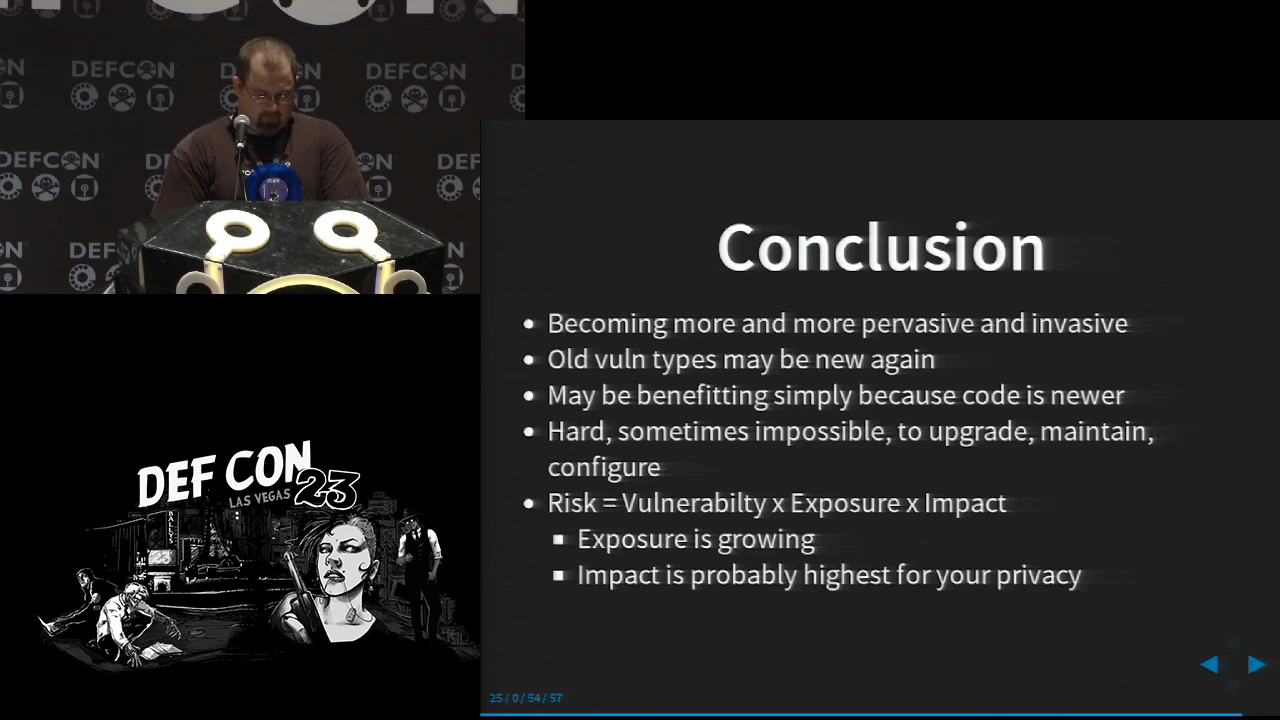 DEFCON
DEFCON
DEFCON
DEFCON
Conclusion
Becoming more and more pervasive and invasive
Old vuln types may be new again
May be benefitting simply because code is newer
Hard, sometimes impossible, to upgrade, maintain,
configure
Risk = Vulnerabilty x Exposure x Impact
Exposure is growing
Impact is probably highest for your privacy
DEF CON
LAS VEGAS 23
BALLY'S
25 / 0 / 54 / 57